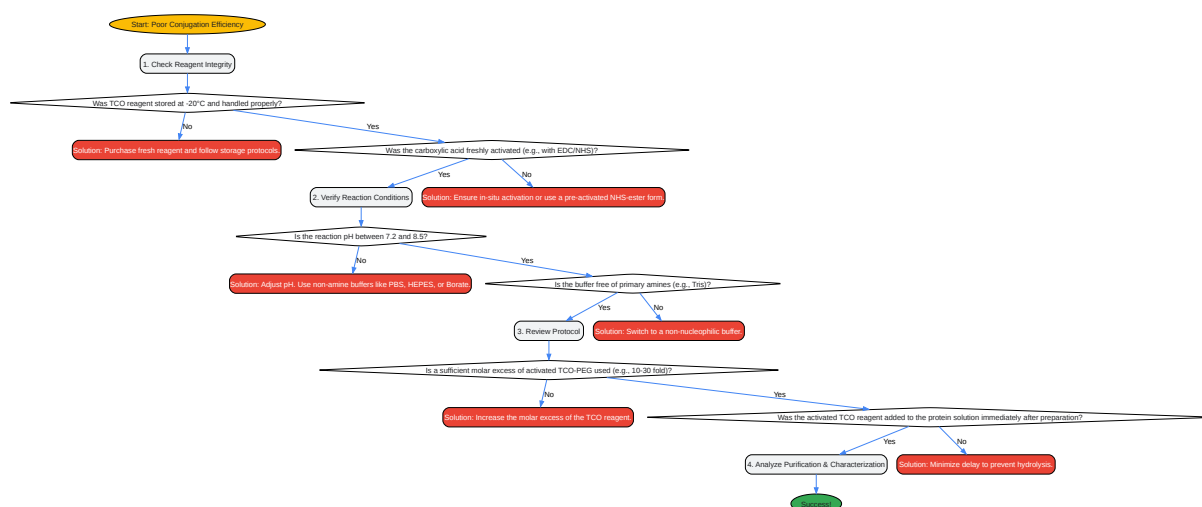 Start: Poor Conjugation Efficiency
1. Check Reagent Integrity
Was TCO reagent stored at -20°C and handled properly?
No
Yes
Solution: Purchase fresh reagent and follow storage protocols.
Was the carboxylic acid freshly activated (e.g., with EDC/NHS)?
Yes
No
2. Verify Reaction Conditions
Solution: Ensure in-situ activation or use a pre-activated NHS-ester form.
Is the reaction pH between 7.2 and 8.5?
No
Yes
Solution: Adjust pH. Use non-amine buffers like PBS, HEPES, or Borate.
Is the buffer free of primary amines (e.g., Tris)?
Yes
No
3. Review Protocol
Solution: Switch to a non-nucleophilic buffer.
Is a sufficient molar excess of activated TCO-PEG used (e.g., 10-30 fold)?
No
Yes
Solution: Increase the molar excess of the TCO reagent.
Was the activated TCO reagent added to the protein solution immediately after preparation?
Yes
No
4. Analyze Purification & Characterization
Solution: Minimize delay to prevent hydrolysis.
Success!